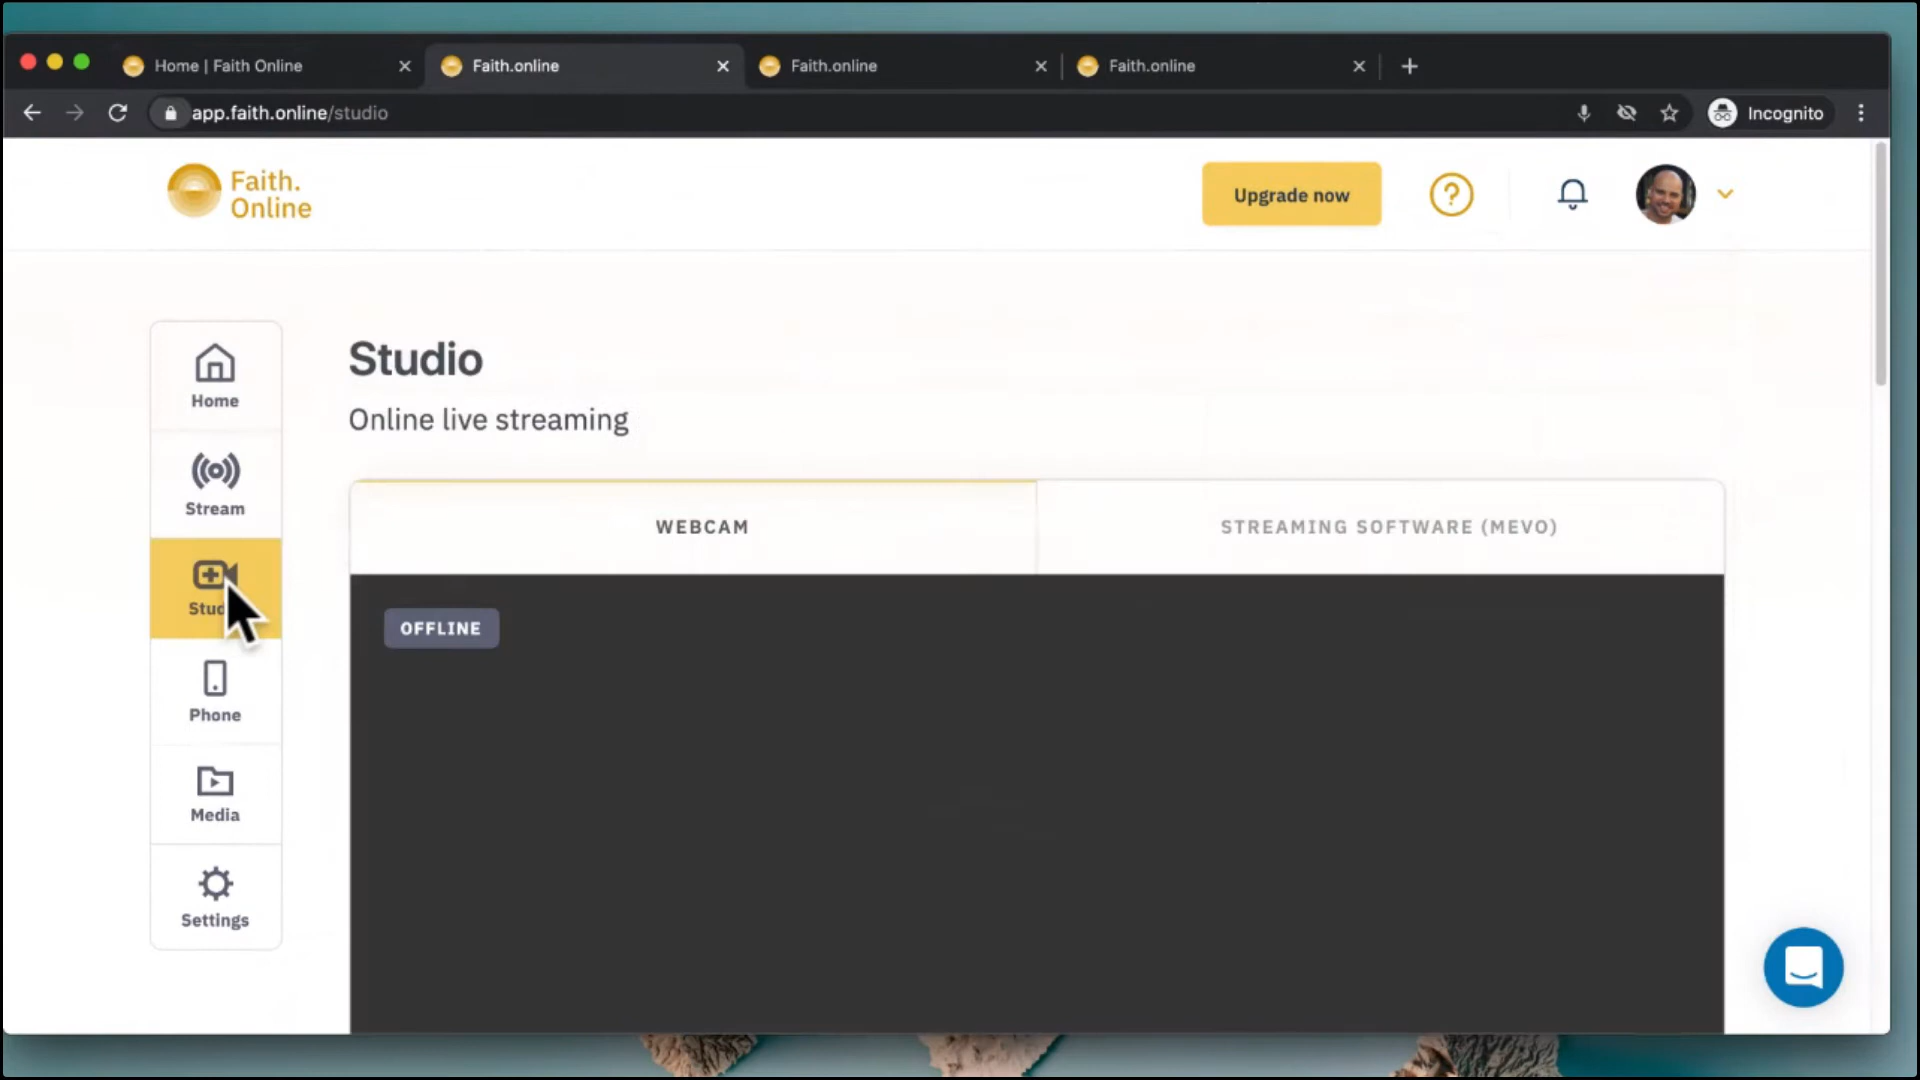 Home | Faith Online
Faith.online
Faith.online
Faith.online
app.faith.online/studio
Incognito
Faith.
Online
Upgrade now
?
Home
Stream
Phone
Media
Settings
Studio
Online live streaming
WEBCAM
STREAMING SOFTWARE (MEVO)
OFFLINE